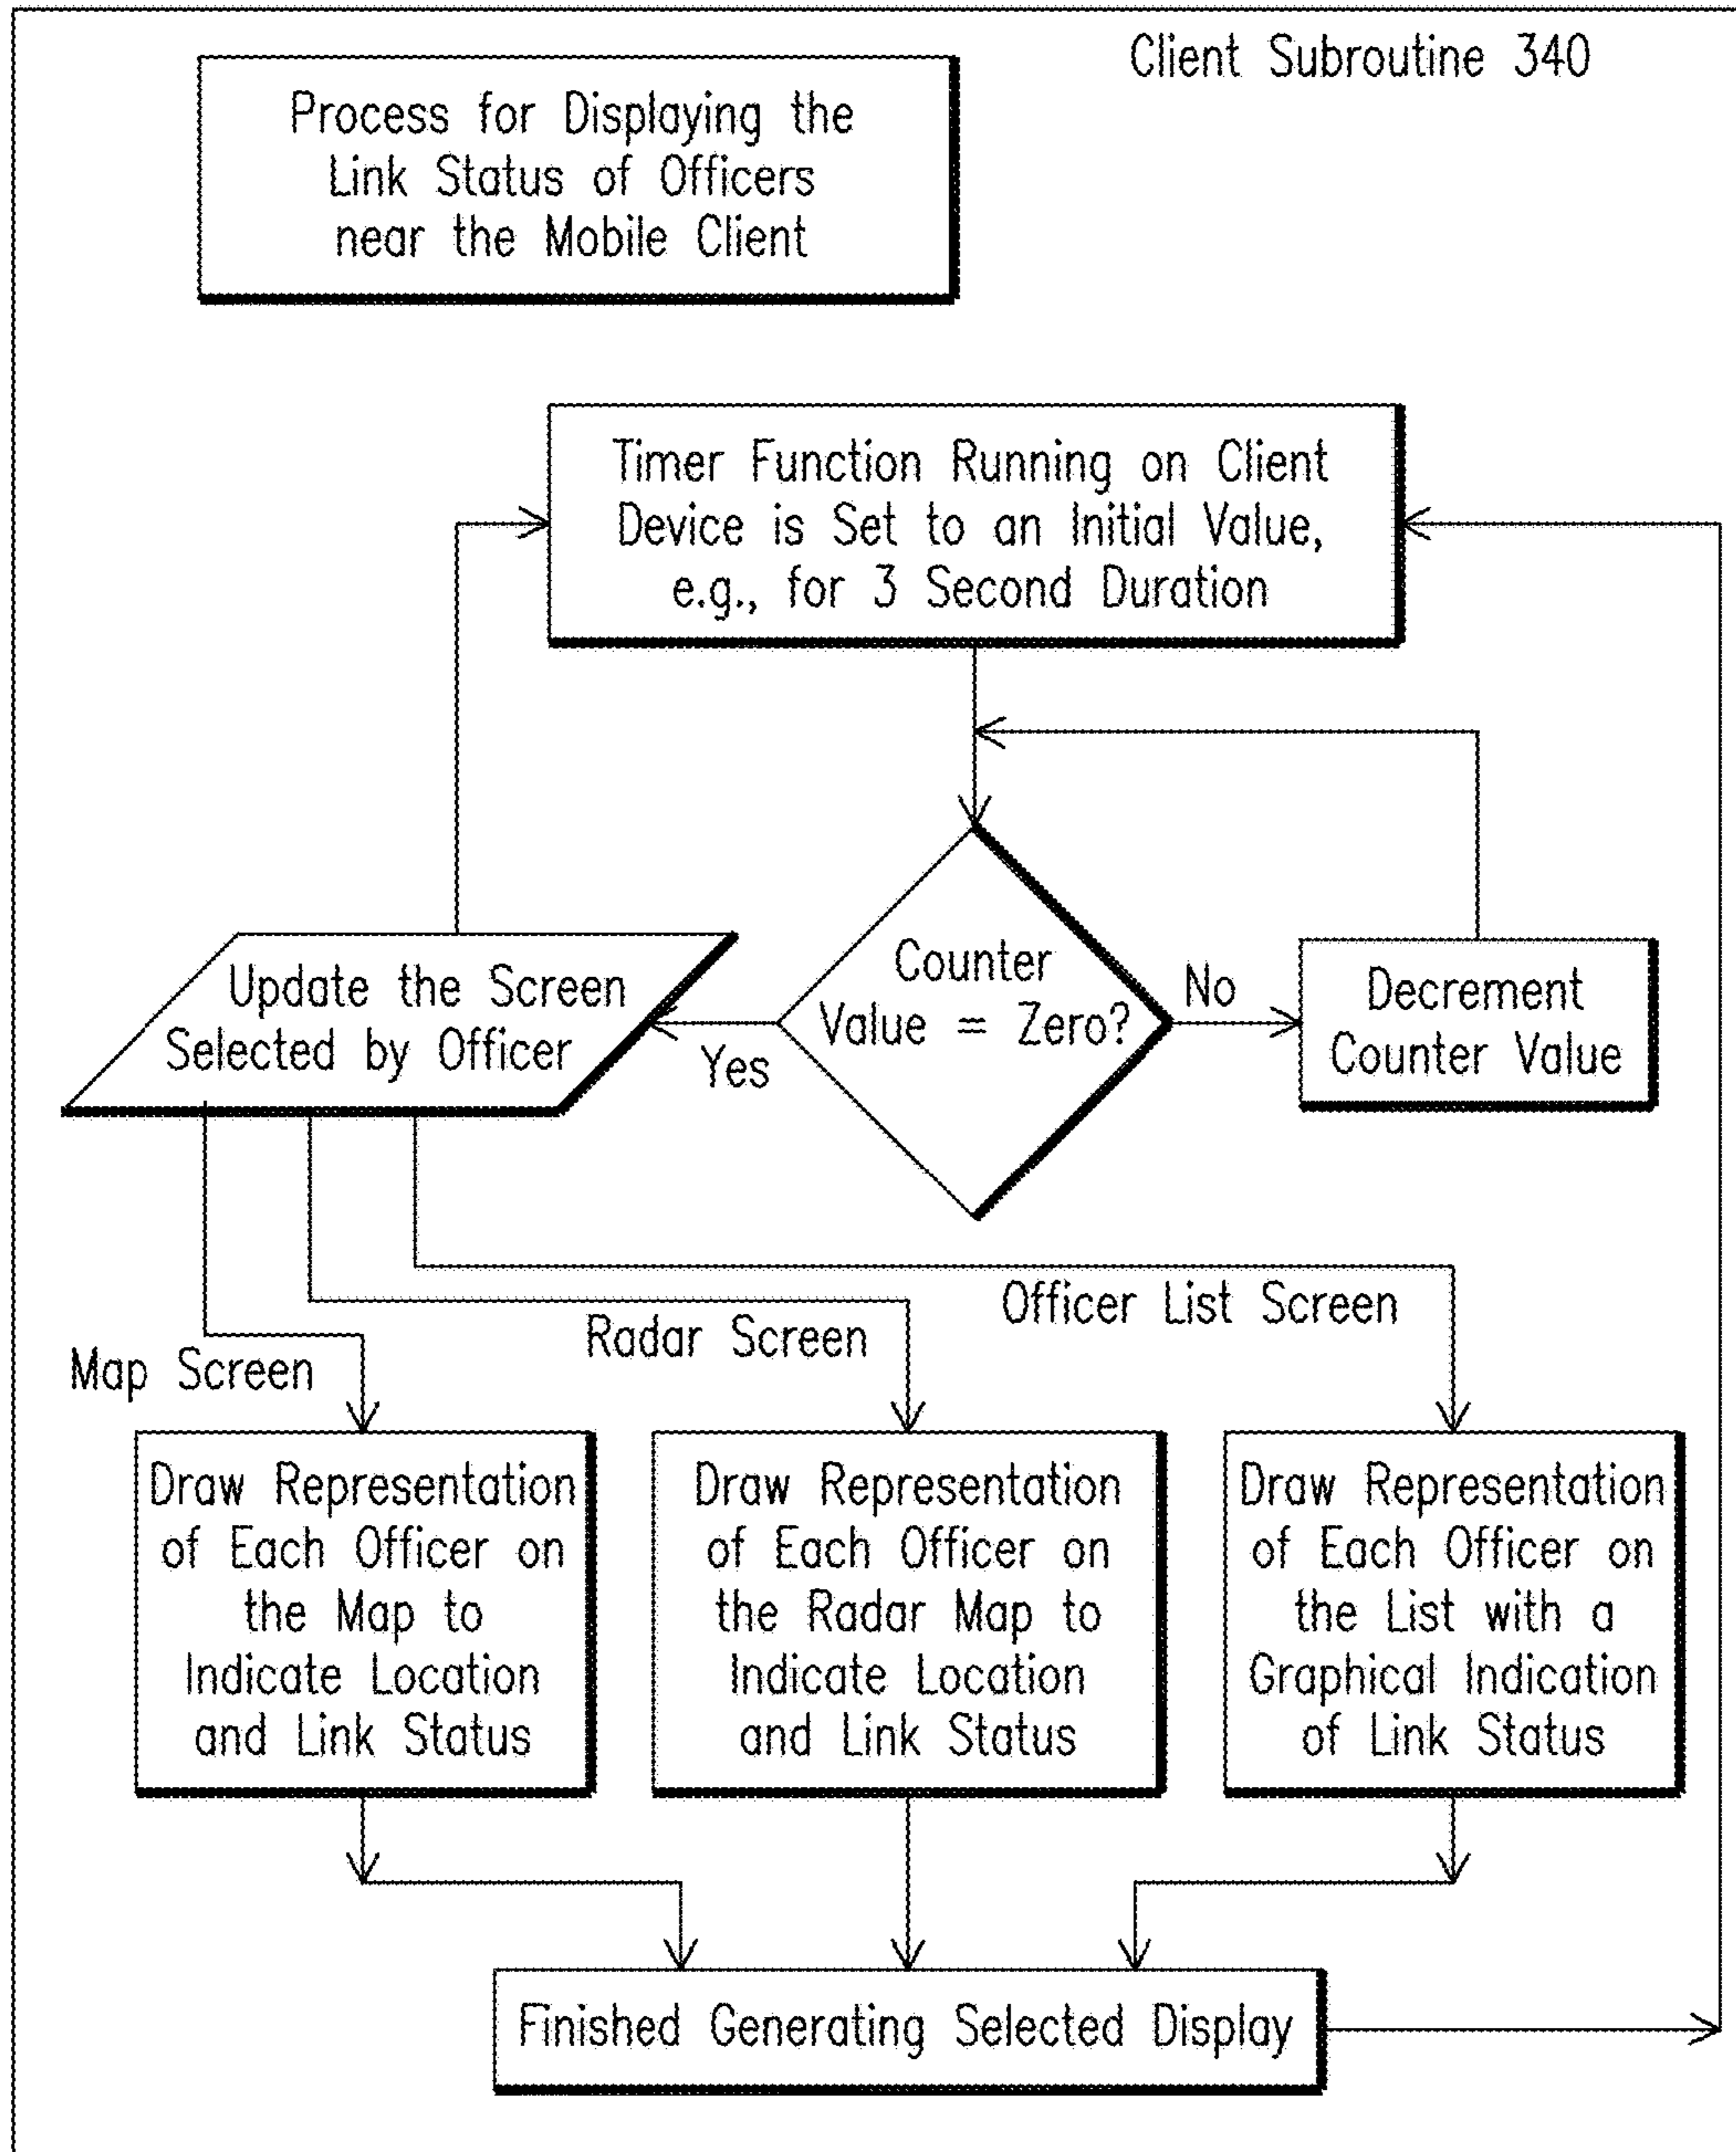 Client Subroutine 340
Process for Displaying the
Link Status of Officers
near the Mobile Client
Timer Function Running on Client
Device is Set to an Initial Value,
e.g., for 3 Second Duration
Update the Screen
Selected by Officer
Yes
Counter
Value = Zero?
No
Decrement
Counter Value
Map Screen
Radar Screen
Officer List Screen
Draw Representation
of Each Officer on
the Map to
Indicate Location
and Link Status
Draw Representation
of Each Officer on
the Radar Map to
Indicate Location
and Link Status
Draw Representation
of Each Officer on
the List with a
Graphical Indication
of Link Status
Finished Generating Selected Display